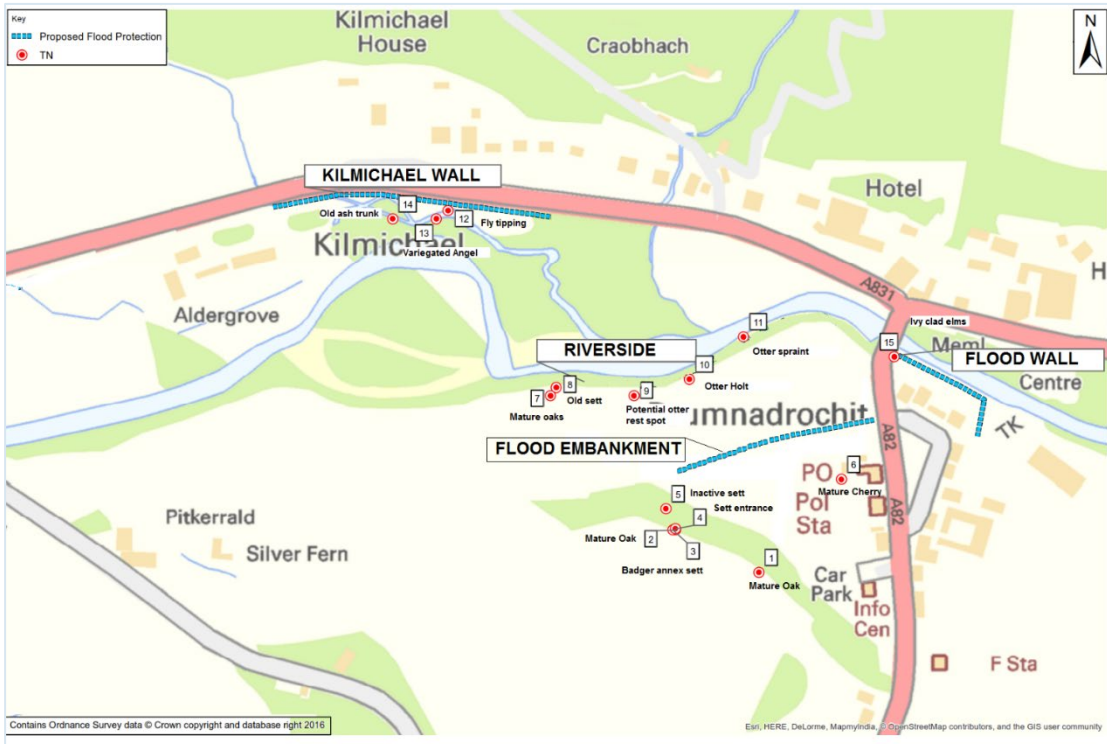 Key
Proposed Flood Protection
TN
N
Kilmichael
House
Craobhach
KILMICHAEL WALL
Hotel
14
Old ash trunk
12
Fly tipping
13
Kilmichael
Variegated Angel
H
A831
Aldergrove
Ivy clad elms
11
15
Meml
Otter spraint
RIVERSIDE
FLOOD WALL
10
Centre
8
Otter Holt
7
Old sett
9
Mature oaks
Potential otter
rest spot
umnadrochit
TK
FLOOD EMBANKMENT
A82
6
PO
Mature Cherry
5
Inactive sett
Pol
Sta
Sett entrance
4
A82
Pitkerrald
Mature Oak
2
3
Silver Fern
1
Badger annex sett
Mature Oak
Car
Park
Info
Cen
F Sta
Contains Ordnance Survey data © Crown copyright and database right 2016
Esri, HERE, DeLorme, MapmyIndia, © OpenStreetMap contributors, and the GIS user community